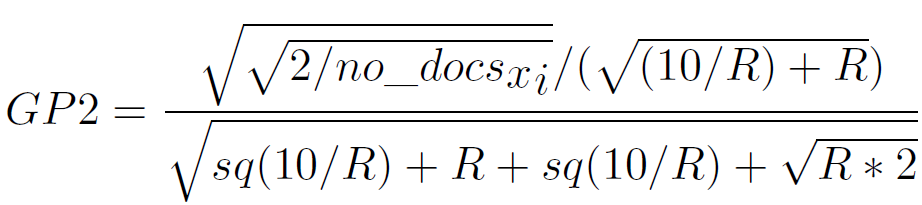 GP2 = \frac{\sqrt{\sqrt{2/no\_docs_{x_i}}}/(\sqrt{(10/R) + R})}{\sqrt{sq(10/R) + R + sq(10/R) + \sqrt{R * 2}}}